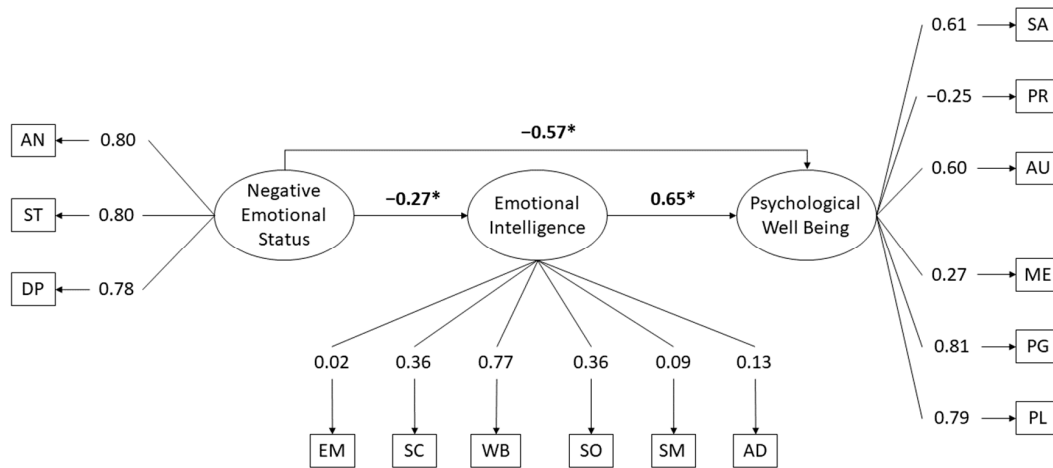 0.61 SA
−0.25 PR
−0.57*
AN 0.80
0.60 AU
Negative
Emotional
Status
−0.27*
Emotional
Intelligence
0.65*
Psychological
Well Being
ST 0.80
DP 0.78
0.27 ME
0.02 0.36 0.77 0.36 0.09 0.13
0.81 PG
0.79 PL
EM SC WB SO SM AD